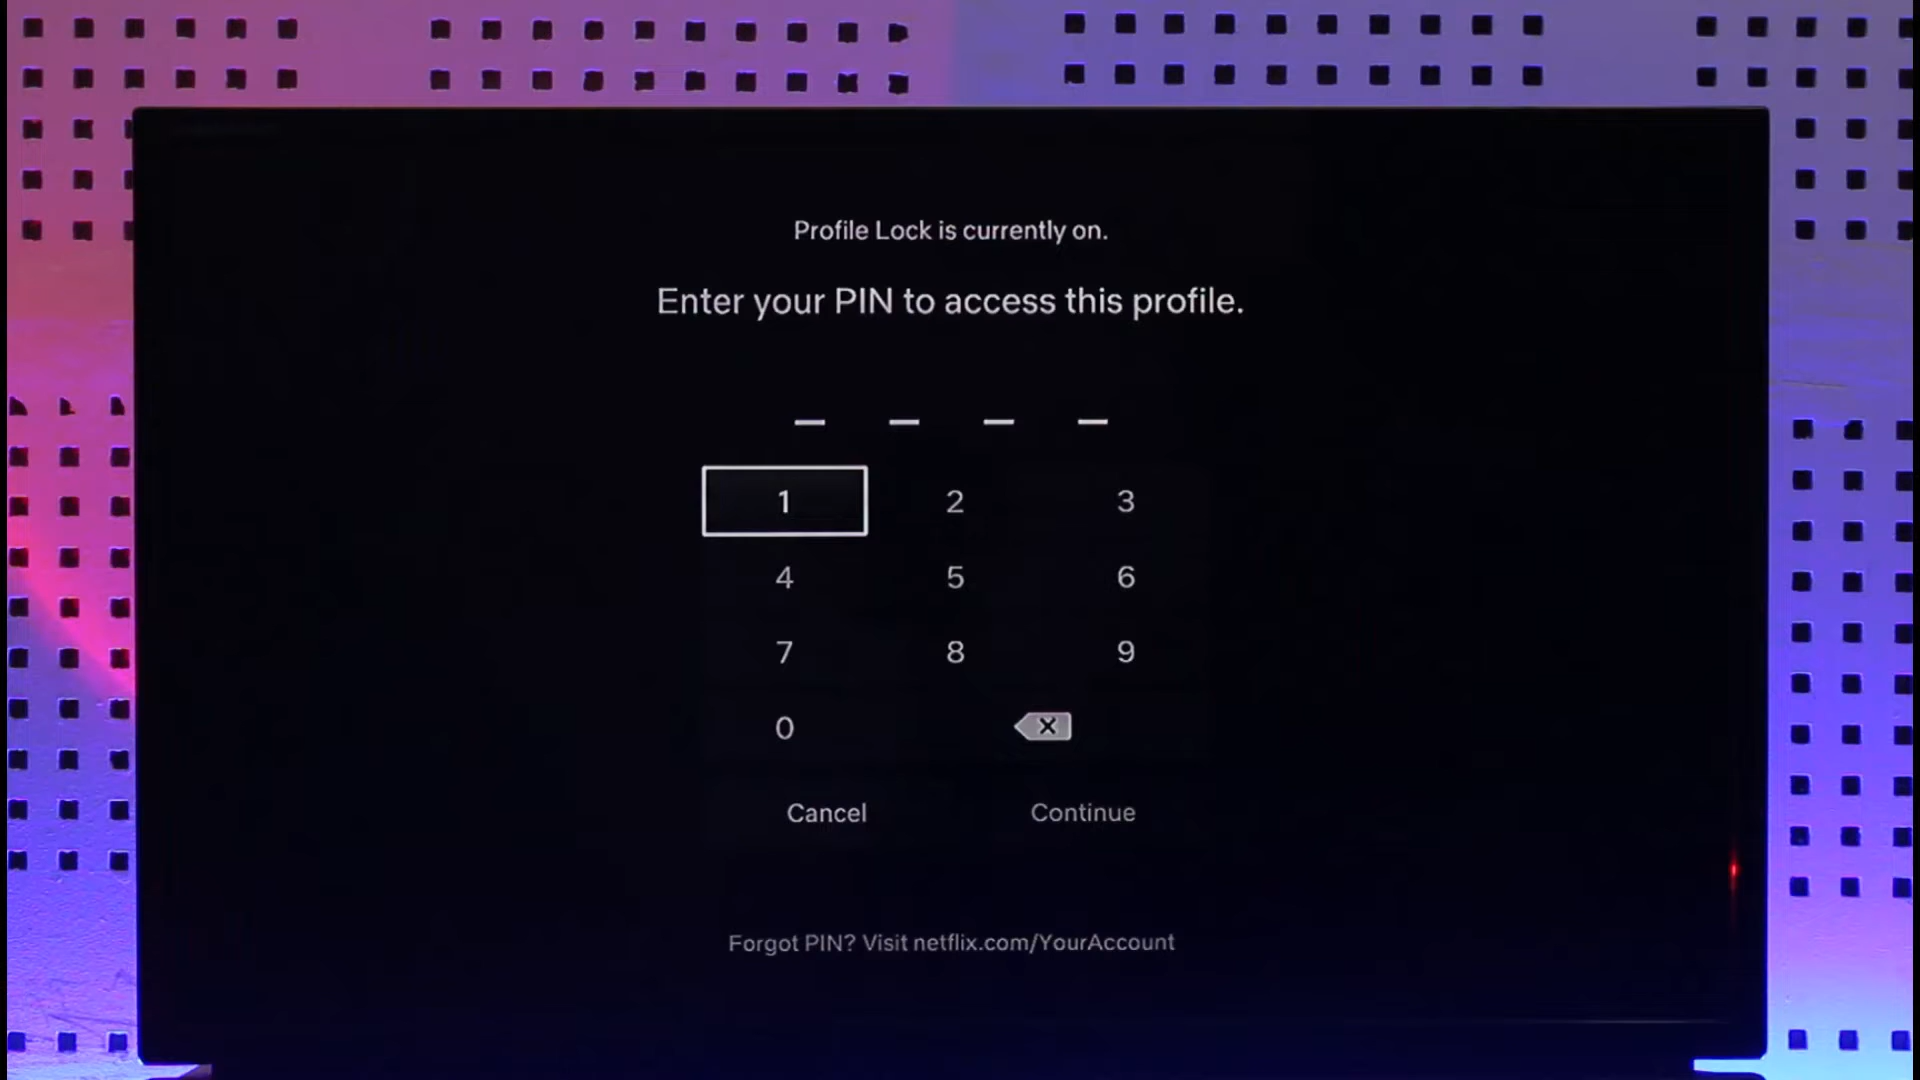 Profile Lock is currently on.
Enter your PIN to access this profile.
1 2 3
4 5 6
7 8 9
0
Cancel Continue
Forgot PIN? Visit netflix.com/YourAccount